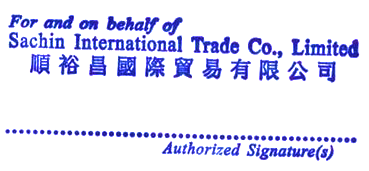 For and on behalf of
Sachin International Trade Co., Limited
順裕昌國際貿易有限公司
Authorized Signature(s)